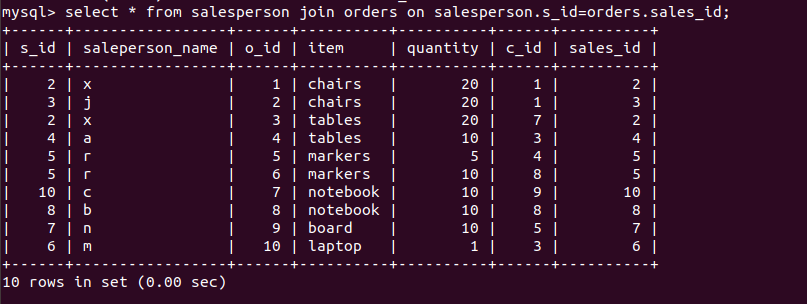 mysql> select * from salesperson join orders on salesperson.s_id=orders.sales_id;
+------+-----------------+------+----------+----------+------+----------+
| s_id | saleperson_name | o_id | item     | quantity | c_id | sales_id |
+------+-----------------+------+----------+----------+------+----------+
|    2 | x               |    1 | chairs   |       20 |    1 |        2 |
|    3 | j               |    2 | chairs   |       20 |    1 |        3 |
|    2 | x               |    3 | tables   |       20 |    7 |        2 |
|    4 | a               |    4 | tables   |       10 |    3 |        4 |
|    5 | r               |    5 | markers  |        5 |    4 |        5 |
|    5 | r               |    6 | markers  |       10 |    8 |        5 |
|   10 | c               |    7 | notebook |       10 |    9 |       10 |
|    8 | b               |    8 | notebook |       10 |    8 |        8 |
|    7 | n               |    9 | board    |       10 |    5 |        7 |
|    6 | m               |   10 | laptop   |        1 |    3 |        6 |
+------+-----------------+------+----------+----------+------+----------+
10 rows in set (0.00 sec)